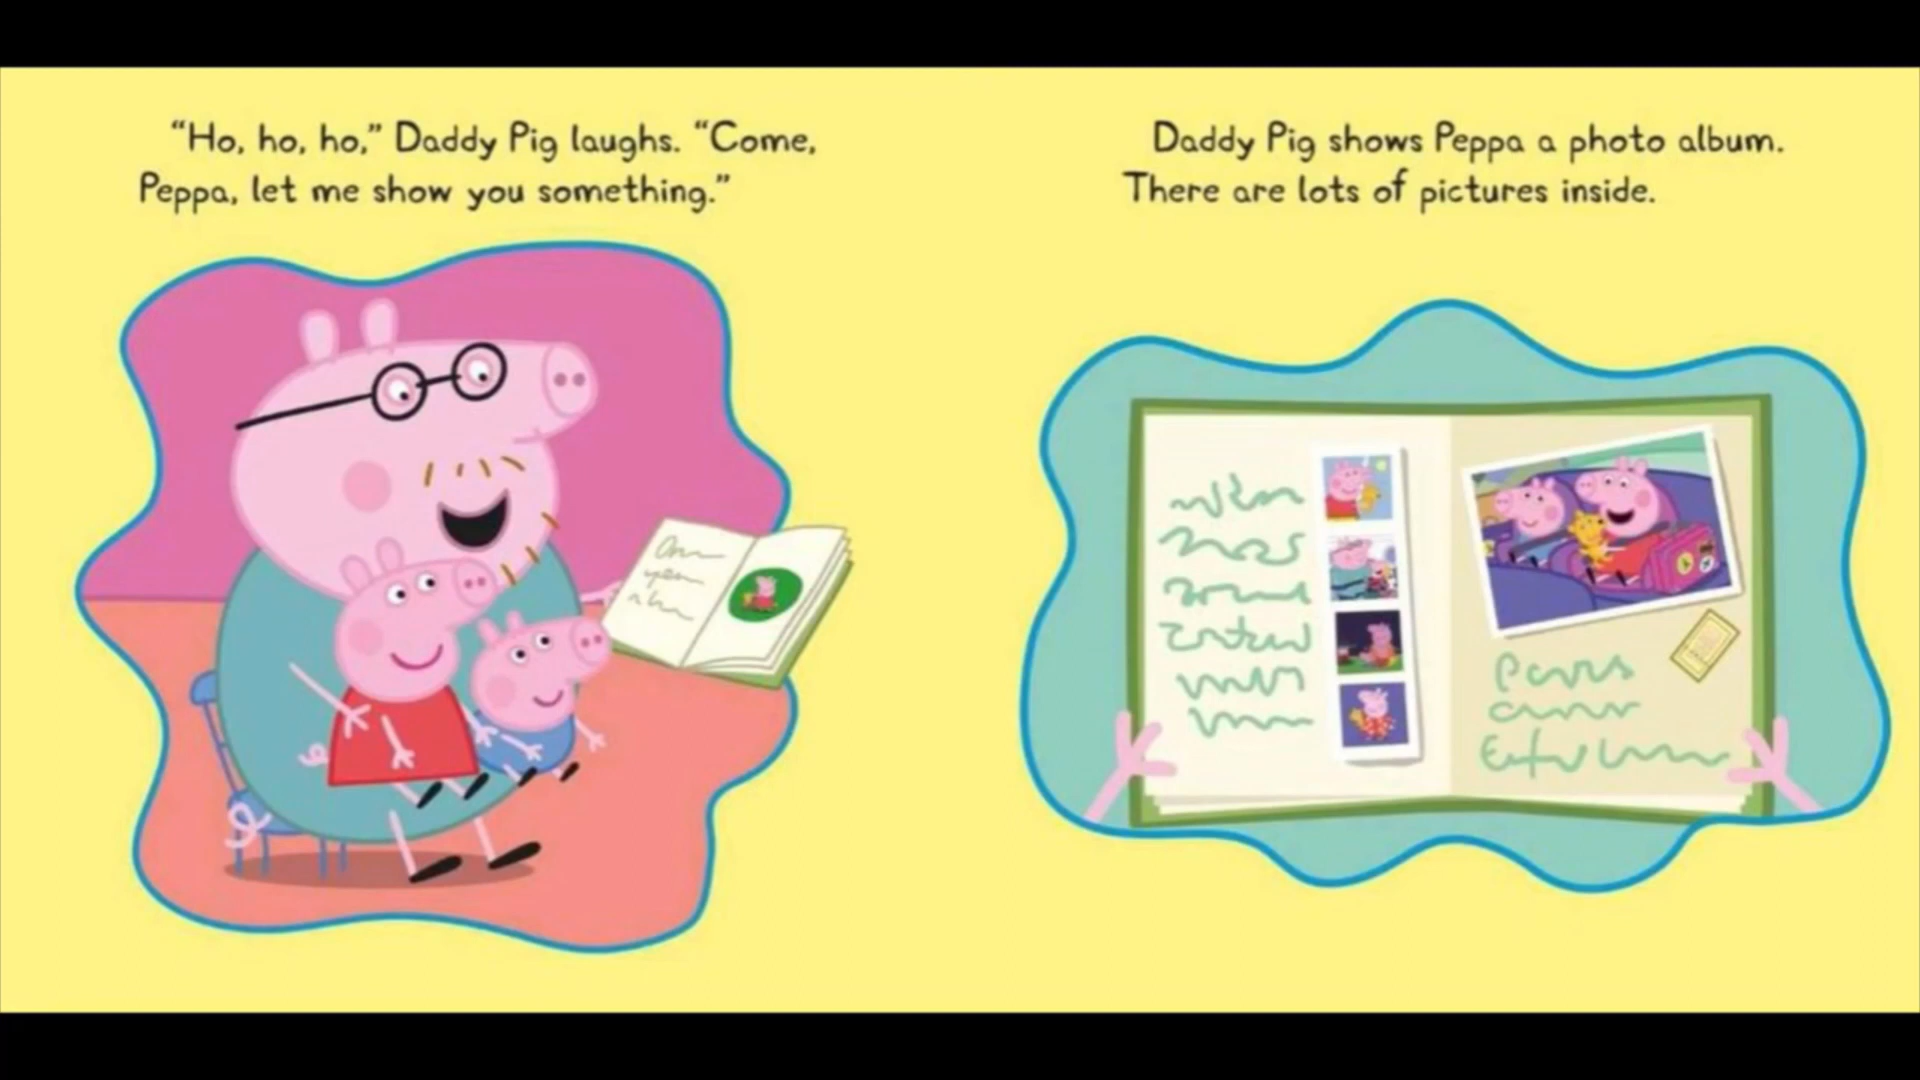 “Ho, ho, ho,” Daddy Pig laughs. “Come,
Peppa, let me show you something.”
Daddy Pig shows Peppa a photo album.
There are lots of pictures inside.